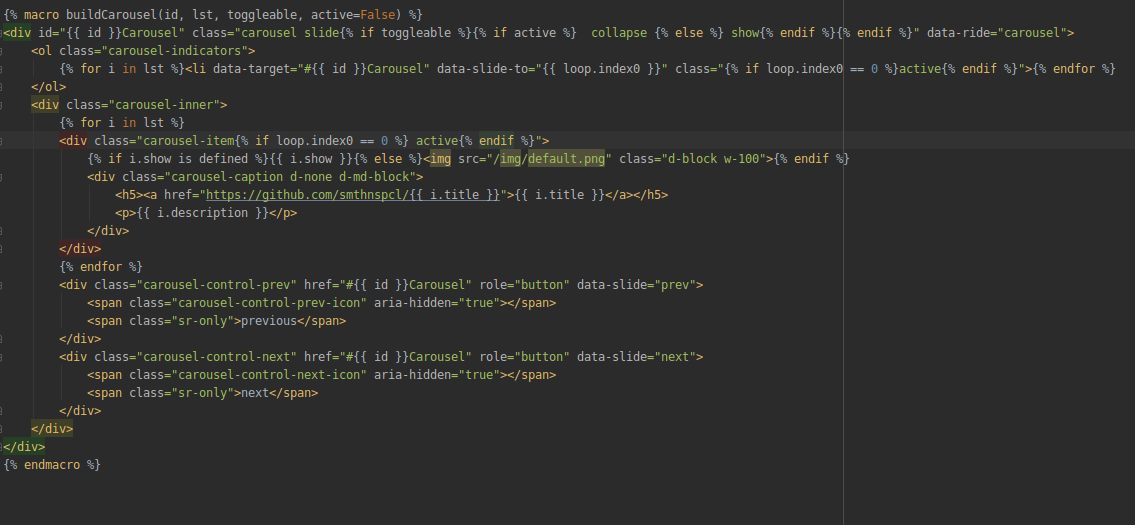 {% macro buildCarousel(id, lst, toggleable, active=False) %}
<div id="{{ id }}Carousel" class="carousel slide{% if toggleable %}{% if active %}  collapse {% else %} show{% endif %}{% endif %}" data-ride="carousel">
    <ol class="carousel-indicators">
        {% for i in lst %}<li data-target="#{{ id }}Carousel" data-slide-to="{{ loop.index0 }}" class="{% if loop.index0 == 0 %}active{% endif %}">{% endfor %}
    </ol>
    <div class="carousel-inner">
        {% for i in lst %}
        <div class="carousel-item{% if loop.index0 == 0 %} active{% endif %}">
            {% if i.show is defined %}{{ i.show }}{% else %}<img src="/img/default.png" class="d-block w-100">{% endif %}
            <div class="carousel-caption d-none d-md-block">
                <h5><a href="https://github.com/smthnspcl/{{ i.title }}">{{ i.title }}</a></h5>
                <p>{{ i.description }}</p>
            </div>
        </div>
        {% endfor %}
        <div class="carousel-control-prev" href="#{{ id }}Carousel" role="button" data-slide="prev">
            <span class="carousel-control-prev-icon" aria-hidden="true"></span>
            <span class="sr-only">previous</span>
        </div>
        <div class="carousel-control-next" href="#{{ id }}Carousel" role="button" data-slide="next">
            <span class="carousel-control-next-icon" aria-hidden="true"></span>
            <span class="sr-only">next</span>
        </div>
    </div>
</div>
{% endmacro %}